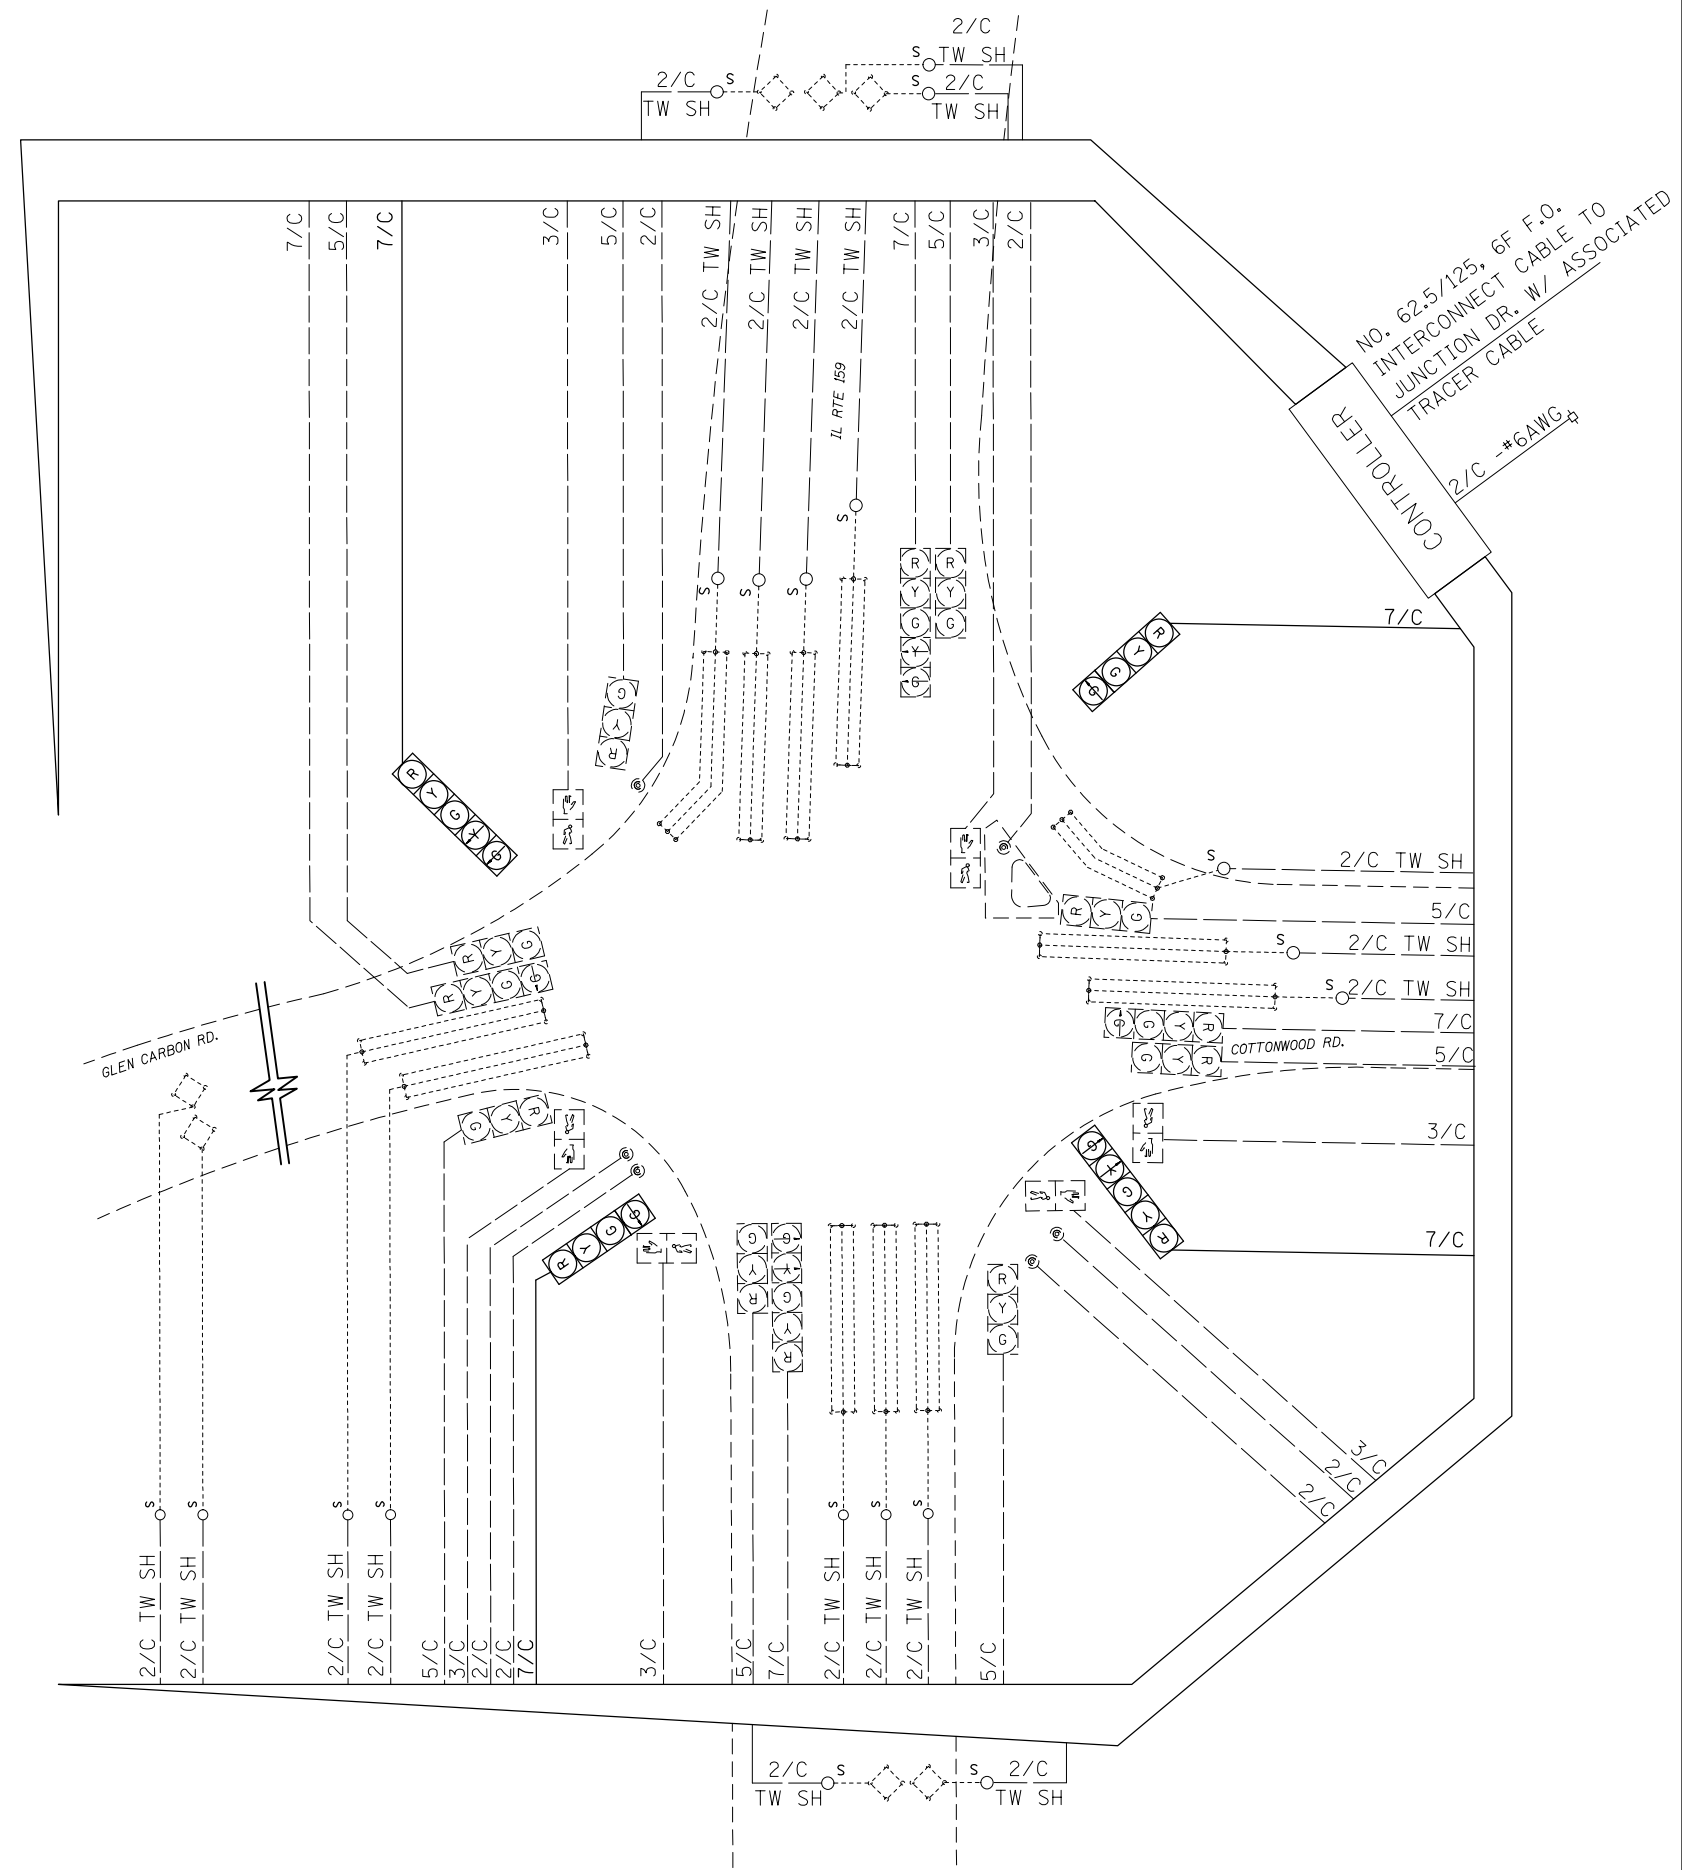 2/C
S TW SH
2/C S S 2/C
TW SH TW SH
7/C 5/C 7/C 3/C 5/C 2/C 2/C TW SH 2/C TW SH 2/C TW SH 2/C TW SH 7/C 5/C 3/C 2/C
NO. 62.5/125, 6F F.O.
INTERCONNECT CABLE TO
JUNCTION DR. W/ ASSOCIATED
TRACER CABLE
CONTROLLER
2/C -#6AWG
IL RTE 159
S
S S S
R Y G Y G
R Y G
7/C
R Y G G
R Y G
R Y G Y G
S 2/C TW SH
R Y G 5/C
S 2/C TW SH
S 2/C TW SH
R Y G
R Y G G
G G Y R 7/C
G Y R 5/C
COTTONWOOD RD.
GLEN CARBON RD.
G Y R
3/C
G Y G Y R
7/C
R Y G G
G Y R
G Y G Y R
R
Y
G
3/C
2/C
2/C
S S S S S S S
2/C TW SH 2/C TW SH 2/C TW SH 2/C TW SH 5/C 3/C 2/C 2/C 7/C 3/C 5/C 7/C 2/C TW SH 2/C TW SH 2/C TW SH 5/C
2/C S S 2/C
TW SH TW SH